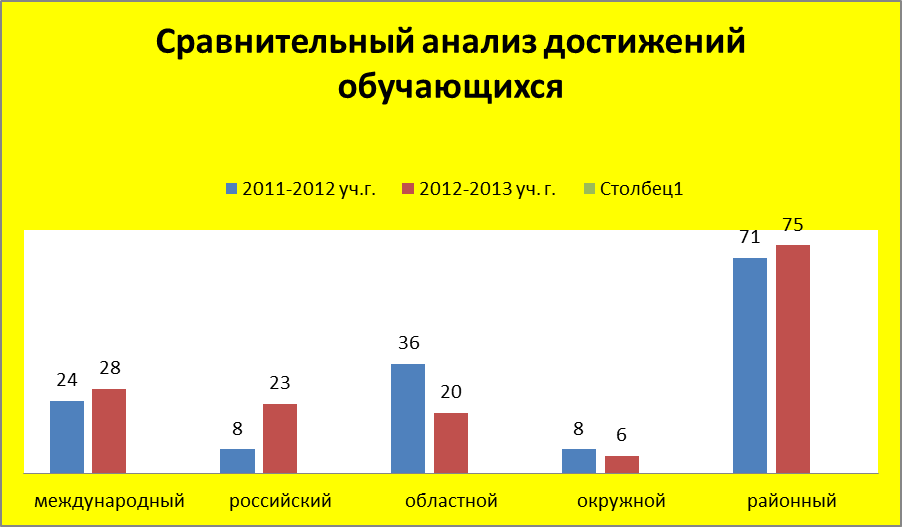 Сравнительный анализ достижений
обучающихся
2011-2012 уч.г. 2012-2013 уч. г. Столбец1
24 28 8 23 36 20 8 6 71 75
международный российский областной окружной районный